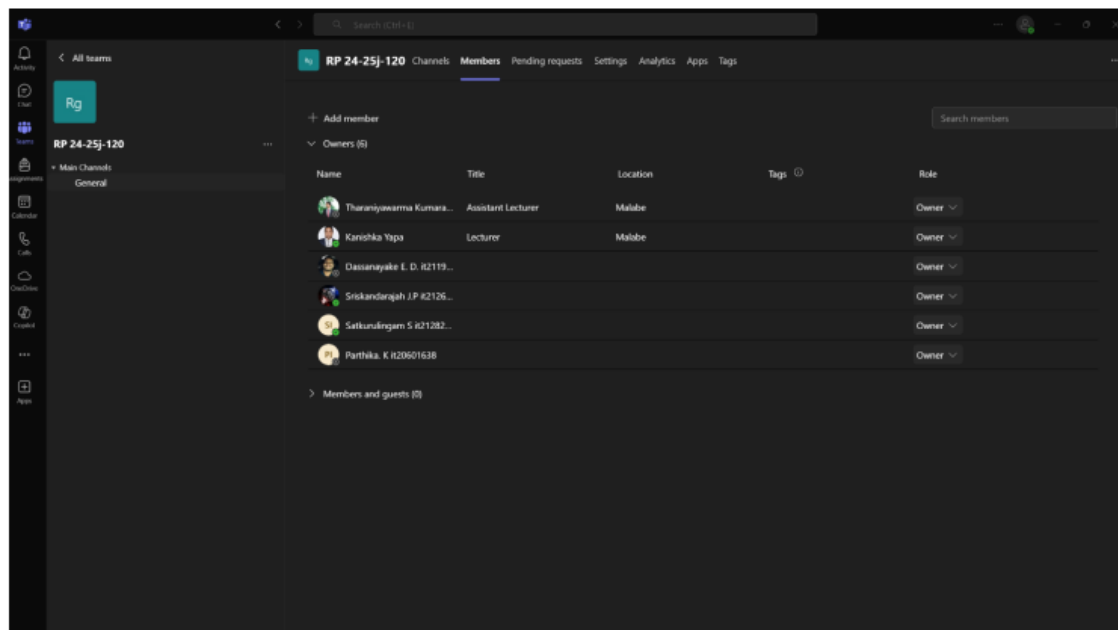 Search (Ctrl+E)
Activity
Chat
Teams
Assignments
Calendar
Calls
OneDrive
Copilot
Apps
All teams
Rg
RP 24-25j-120
Main Channels
General
Rg RP 24-25j-120 Channels Members Pending requests Settings Analytics Apps Tags
Add member
Search members
Owners (6)
Name Title Location Tags Role
Tharaniyawarma Kumara... Assistant Lecturer Malabe Owner
Kanishka Yapa Lecturer Malabe Owner
Dassanayake E. D. it2119... Owner
Sriskandarajah J.P it2126... Owner
SI Satkurulingam S it21282... Owner
PI Parthika. K it20601638 Owner
Members and guests (0)